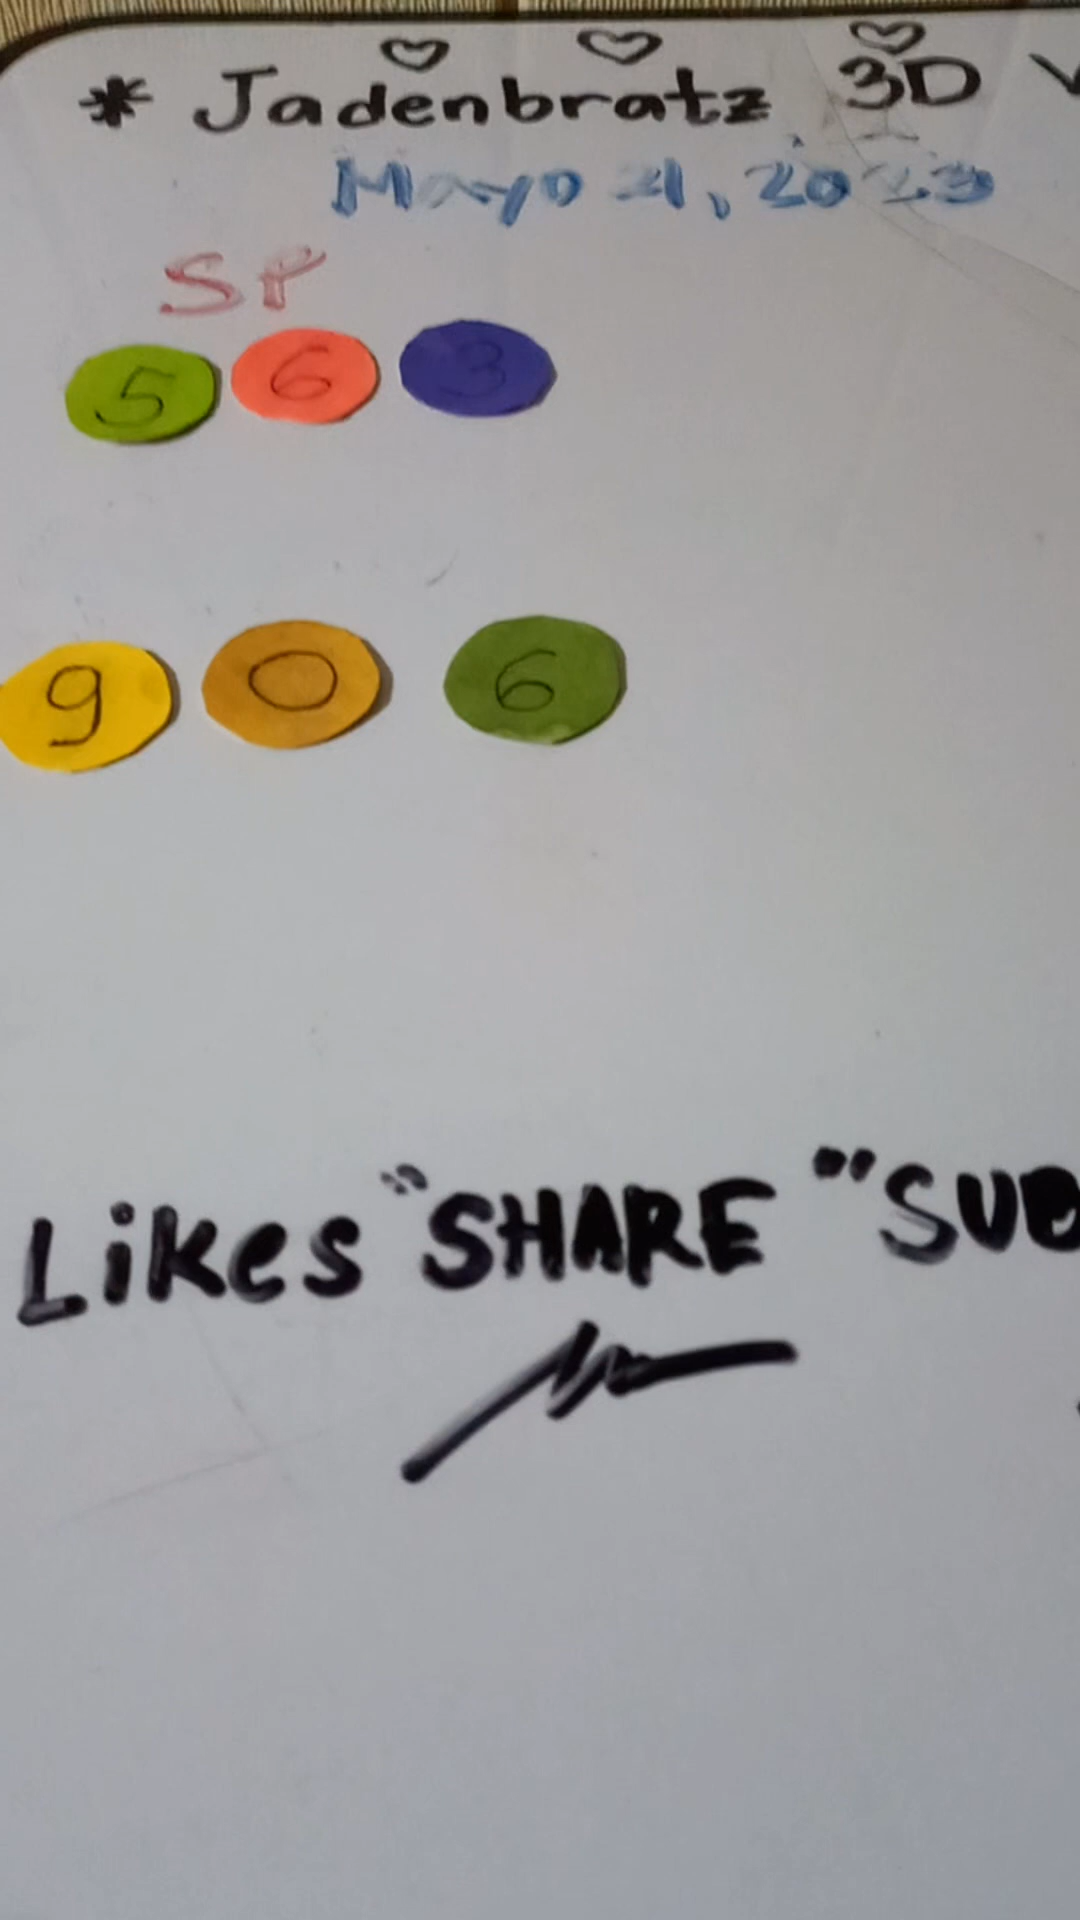 * Jadenbratz 3D
Mayo 21, 2023
SP
5 6 3
9 0 6
Likes "SHARE "SUB